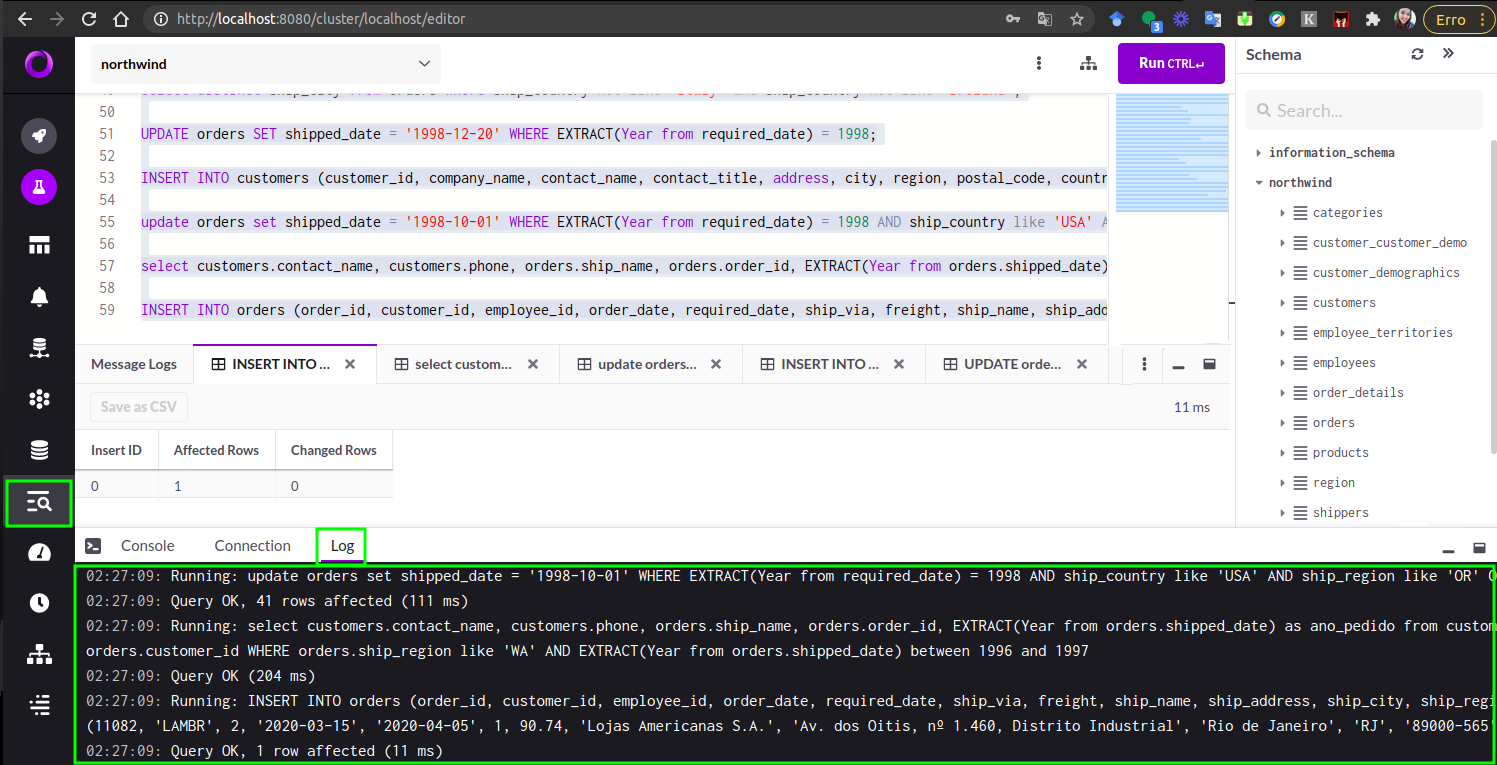 http://localhost:8080/cluster/localhost/editor
3
Erro
northwind
Run CTRL↵
50
51 UPDATE orders SET shipped_date = '1998-12-20' WHERE EXTRACT(Year from required_date) = 1998;
52
53 INSERT INTO customers (customer_id, company_name, contact_name, contact_title, address, city, region, postal_code, countr
54
55 update orders set shipped_date = '1998-10-01' WHERE EXTRACT(Year from required_date) = 1998 AND ship_country like 'USA' A
56
57 select customers.contact_name, customers.phone, orders.ship_name, orders.order_id, EXTRACT(Year from orders.shipped_date)
58
59 INSERT INTO orders (order_id, customer_id, employee_id, order_date, required_date, ship_via, freight, ship_name, ship_add
Schema
Search...
information_schema
northwind
categories
customer_customer_demo
customer_demographics
customers
employee_territories
employees
order_details
orders
products
region
shippers
Message Logs
INSERT INTO ...
select custom...
update orders...
INSERT INTO ...
UPDATE orde...
Save as CSV
11 ms
Insert ID Affected Rows Changed Rows
0 1 0
Console Connection Log
02:27:09: Running: update orders set shipped_date = '1998-10-01' WHERE EXTRACT(Year from required_date) = 1998 AND ship_country like 'USA' AND ship_region like 'OR' O
02:27:09: Query OK, 41 rows affected (111 ms)
02:27:09: Running: select customers.contact_name, customers.phone, orders.ship_name, orders.order_id, EXTRACT(Year from orders.shipped_date) as ano_pedido from custom
orders.customer_id WHERE orders.ship_region like 'WA' AND EXTRACT(Year from orders.shipped_date) between 1996 and 1997
02:27:09: Query OK (204 ms)
02:27:09: Running: INSERT INTO orders (order_id, customer_id, employee_id, order_date, required_date, ship_via, freight, ship_name, ship_address, ship_city, ship_regi
(11082, 'LAMBR', 2, '2020-03-15', '2020-04-05', 1, 90.74, 'Lojas Americanas S.A.', 'Av. dos Oitis, nº 1.460, Distrito Industrial', 'Rio de Janeiro', 'RJ', '89000-565'
02:27:09: Query OK, 1 row affected (11 ms)